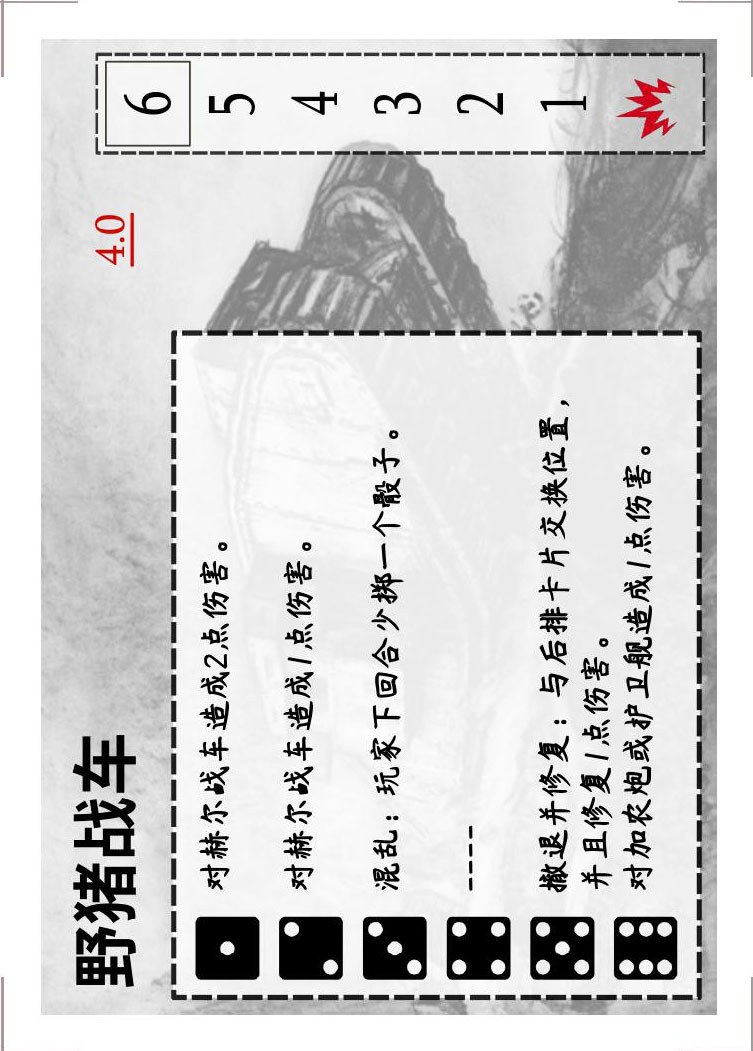 野猪战车
4.0
6 5 4 3 2 1
对赫尔战车造成2点伤害。
对赫尔战车造成1点伤害。
混乱：玩家下回合少掷一个骰子。
----
撤退并修复：与后排卡片交换位置，
并且修复1点伤害。
对加农炮或护卫舰造成1点伤害。